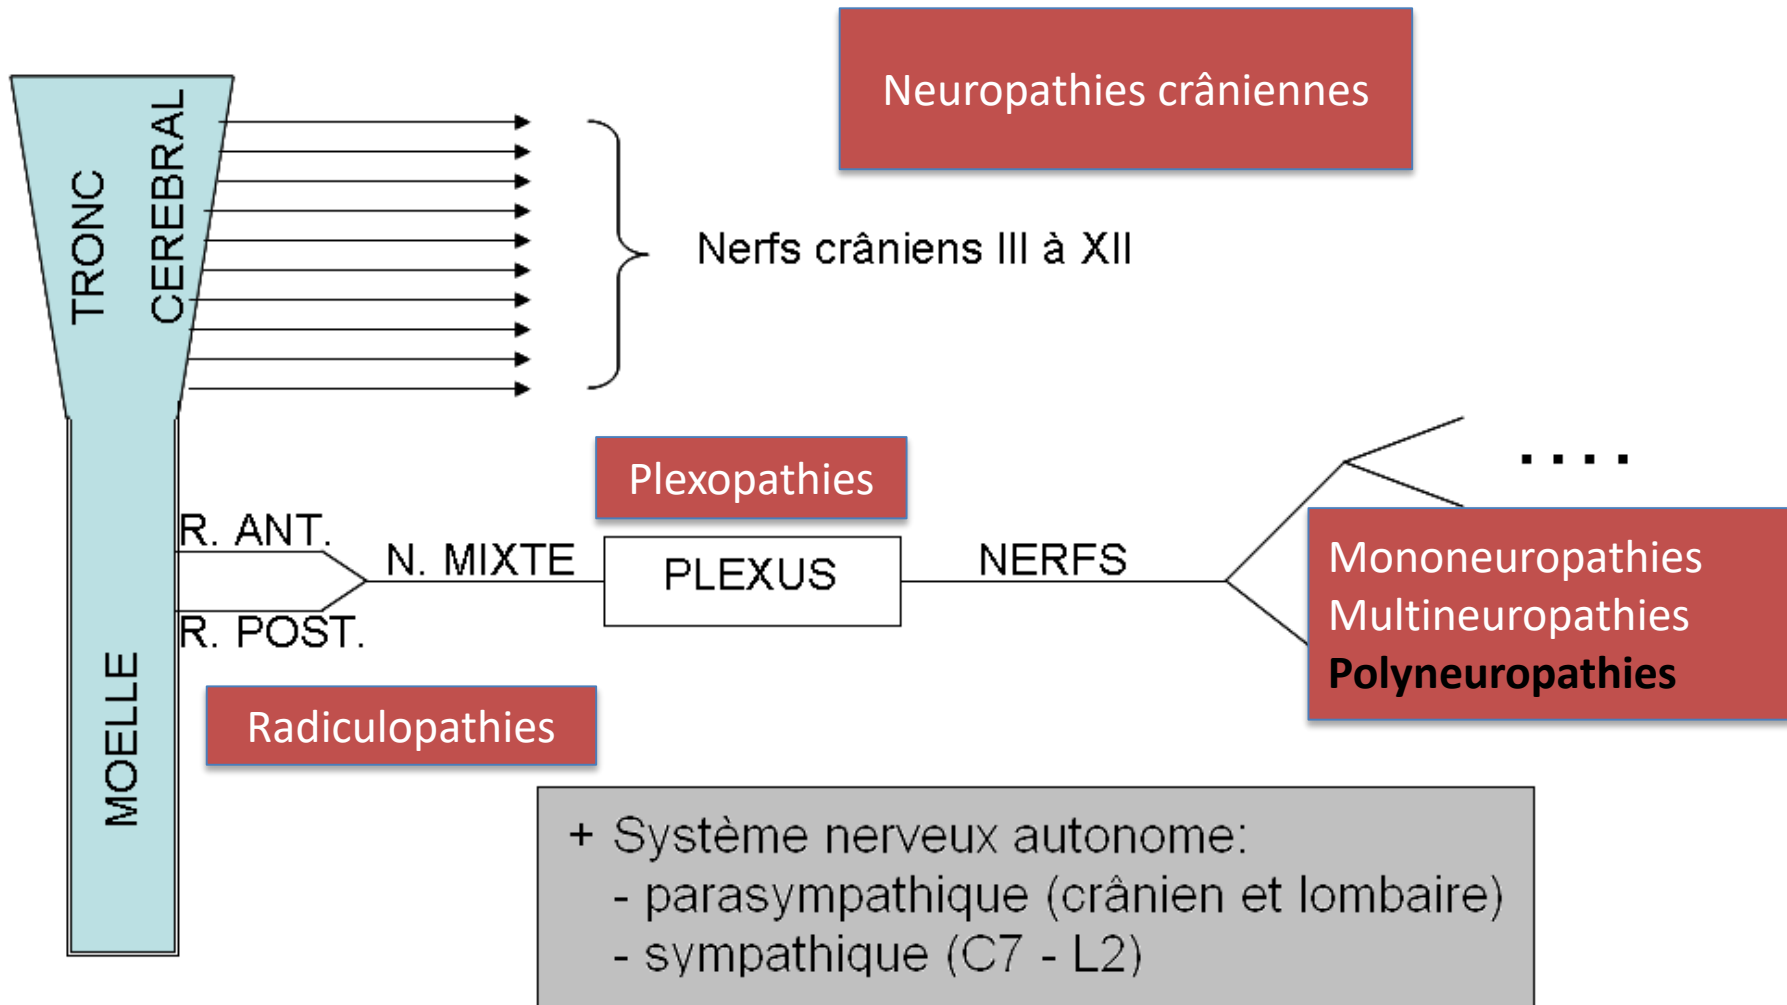 Neuropathies crâniennes
TRONC
CEREBRAL
Nerfs crâniens III à XII
Plexopathies
. . . .
R. ANT.
N. MIXTE
PLEXUS
NERFS
R. POST.
Mononeuropathies
Multineuropathies
Polyneuropathies
MOELLE
Radiculopathies
+ Système nerveux autonome:
- parasympathique (crânien et lombaire)
- sympathique (C7 - L2)